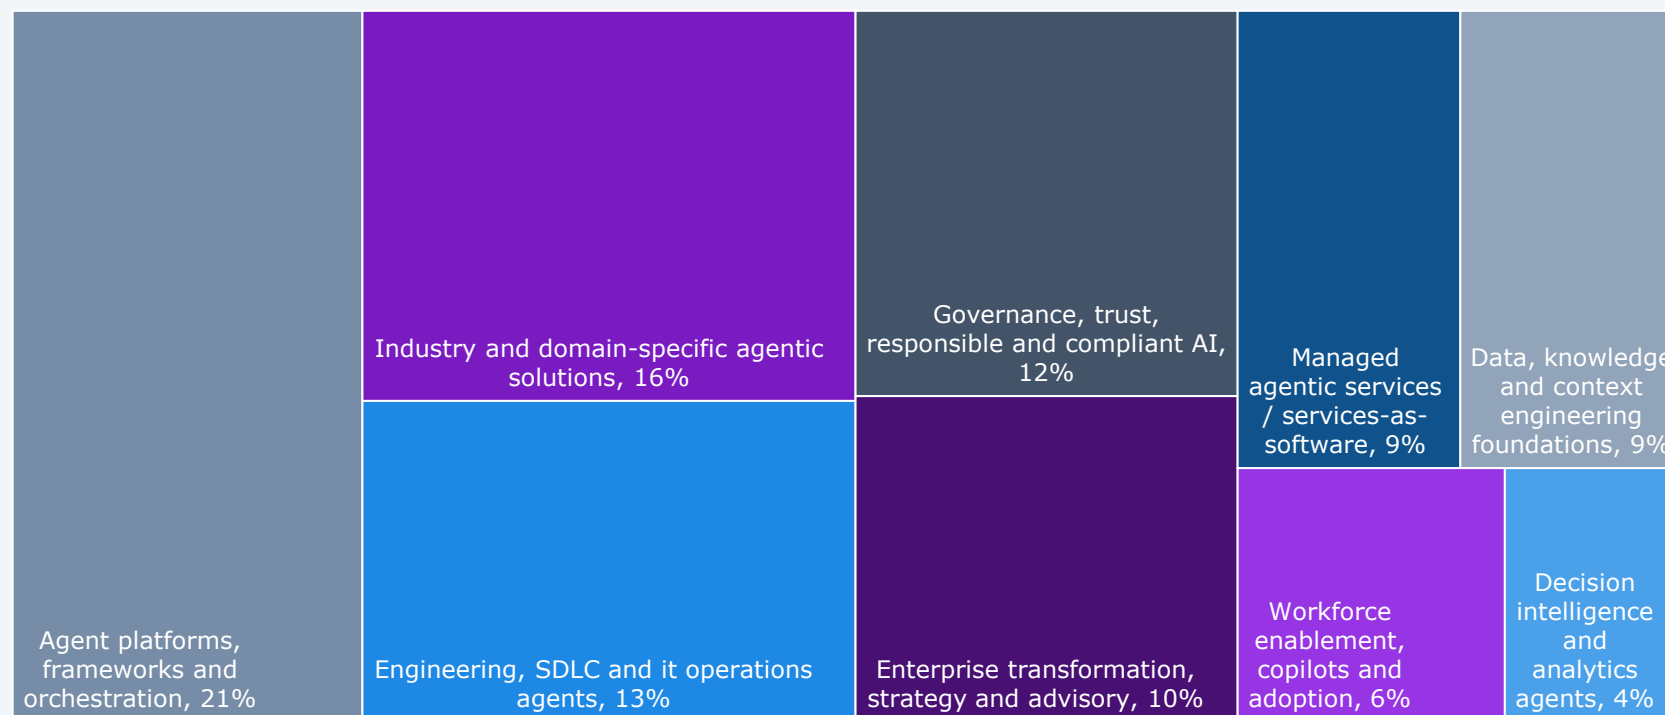 Agent platforms,
frameworks and
orchestration, 21%
Industry and domain-specific agentic
solutions, 16%
Engineering, SDLC and it operations
agents, 13%
Governance, trust,
responsible and compliant AI,
12%
Enterprise transformation,
strategy and advisory, 10%
Managed
agentic services
/ services-as-
software, 9%
Data, knowledge
and context
engineering
foundations, 9%
Workforce
enablement,
copilots and
adoption, 6%
Decision
intelligence
and
analytics
agents, 4%